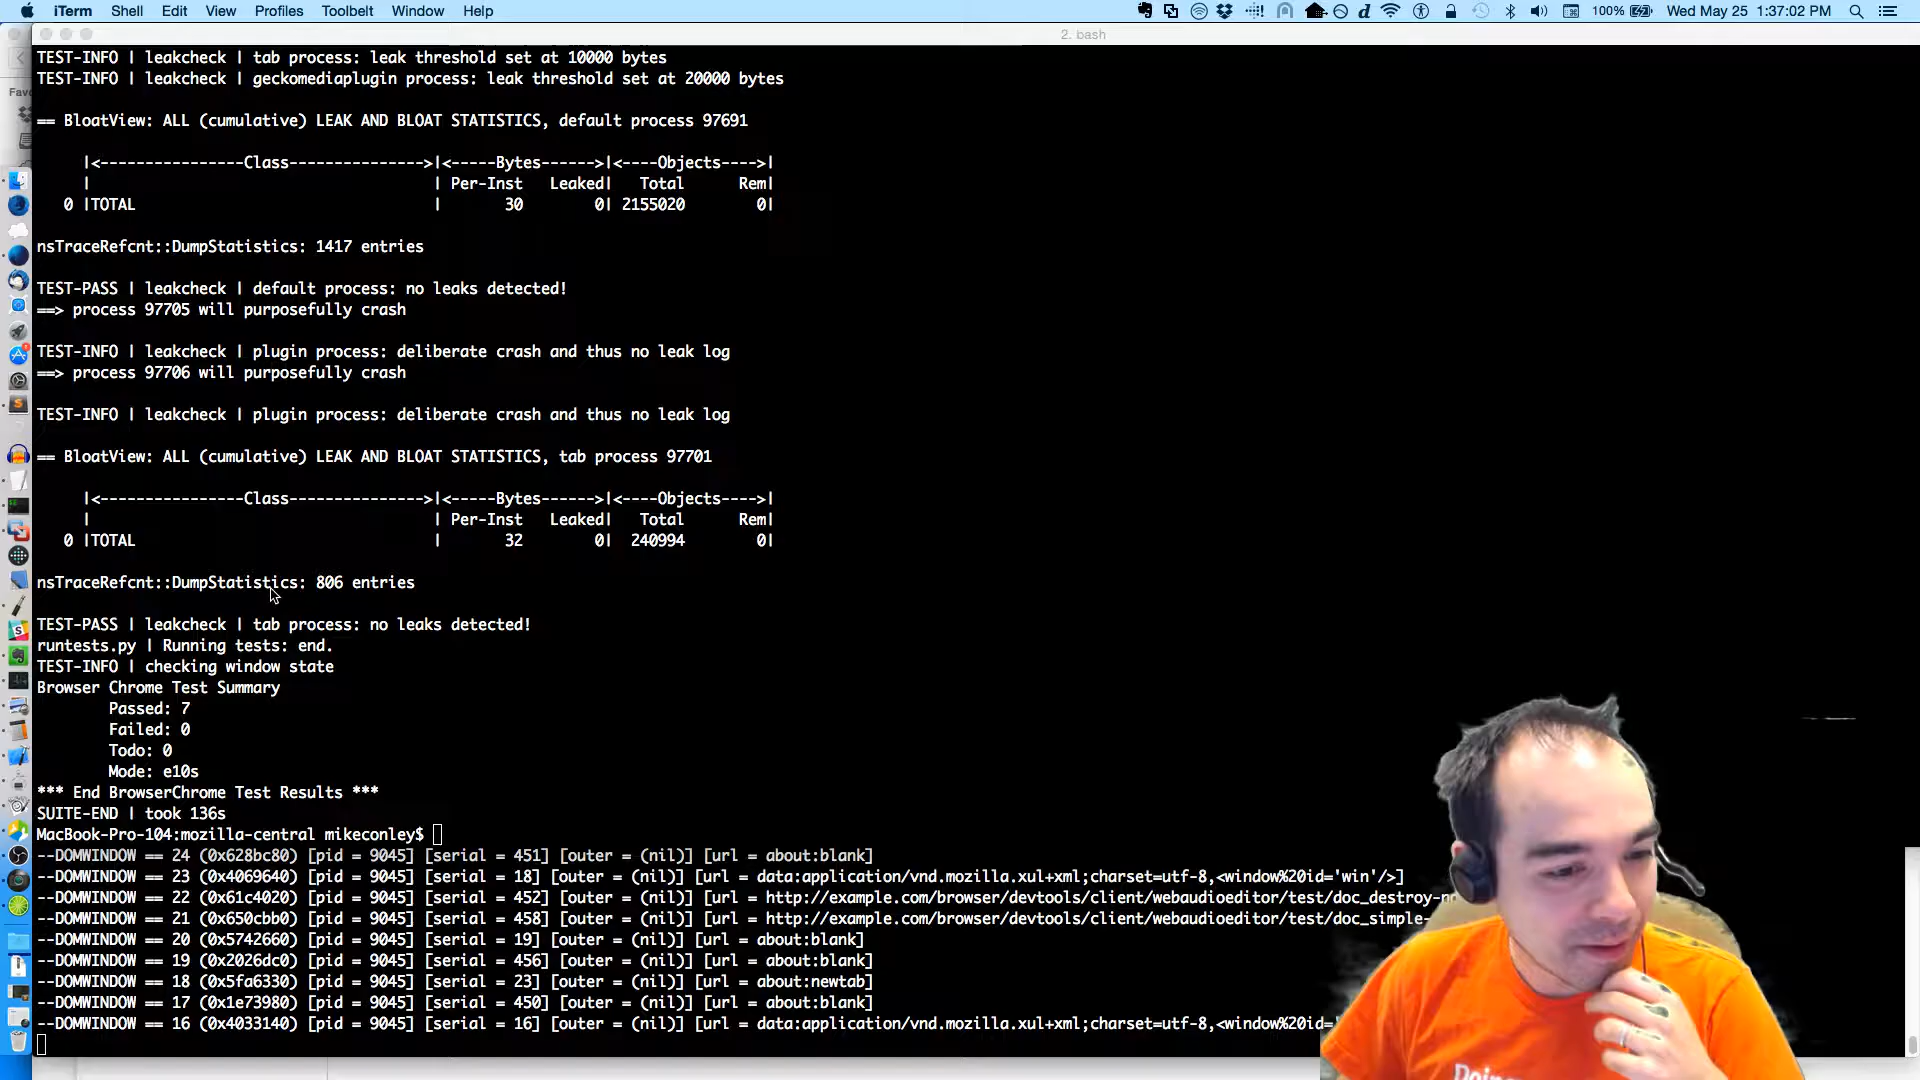 iTerm Shell Edit View Profiles Toolbelt Window Help 100% Wed May 25 1:37:02 PM
2. bash
Favo
TEST-INFO | leakcheck | tab process: leak threshold set at 10000 bytes
TEST-INFO | leakcheck | geckomediaplugin process: leak threshold set at 20000 bytes
== BloatView: ALL (cumulative) LEAK AND BLOAT STATISTICS, default process 97691
|<----------------Class--------------->|<-----Bytes------>|<----Objects---->|
| | Per-Inst Leaked| Total Rem|
0 |TOTAL | 30 0| 2155020 0|
nsTraceRefcnt::DumpStatistics: 1417 entries
TEST-PASS | leakcheck | default process: no leaks detected!
==> process 97705 will purposefully crash
TEST-INFO | leakcheck | plugin process: deliberate crash and thus no leak log
==> process 97706 will purposefully crash
TEST-INFO | leakcheck | plugin process: deliberate crash and thus no leak log
== BloatView: ALL (cumulative) LEAK AND BLOAT STATISTICS, tab process 97701
|<----------------Class--------------->|<-----Bytes------>|<----Objects---->|
| | Per-Inst Leaked| Total Rem|
0 |TOTAL | 32 0| 240994 0|
nsTraceRefcnt::DumpStatistics: 806 entries
TEST-PASS | leakcheck | tab process: no leaks detected!
runtests.py | Running tests: end.
TEST-INFO | checking window state
Browser Chrome Test Summary
Passed: 7
Failed: 0
Todo: 0
Mode: e10s
*** End BrowserChrome Test Results ***
SUITE-END | took 136s
MacBook-Pro-104:mozilla-central mikeconley$
--DOMWINDOW == 24 (0x628bc80) [pid = 9045] [serial = 451] [outer = (nil)] [url = about:blank]
--DOMWINDOW == 23 (0x4069640) [pid = 9045] [serial = 18] [outer = (nil)] [url = data:application/vnd.mozilla.xul+xml;charset=utf-8,<window%20id='win'/>]
--DOMWINDOW == 22 (0x61c4020) [pid = 9045] [serial = 452] [outer = (nil)] [url = http://example.com/browser/devtools/client/webaudioeditor/test/doc_destroy-n
--DOMWINDOW == 21 (0x650cbb0) [pid = 9045] [serial = 458] [outer = (nil)] [url = http://example.com/browser/devtools/client/webaudioeditor/test/doc_simple-
--DOMWINDOW == 20 (0x5742660) [pid = 9045] [serial = 19] [outer = (nil)] [url = about:blank]
--DOMWINDOW == 19 (0x2026dc0) [pid = 9045] [serial = 456] [outer = (nil)] [url = about:blank]
--DOMWINDOW == 18 (0x5fa6330) [pid = 9045] [serial = 23] [outer = (nil)] [url = about:newtab]
--DOMWINDOW == 17 (0x1e73980) [pid = 9045] [serial = 450] [outer = (nil)] [url = about:blank]
--DOMWINDOW == 16 (0x4033140) [pid = 9045] [serial = 16] [outer = (nil)] [url = data:application/vnd.mozilla.xul+xml;charset=utf-8,<window%20id=
Doing